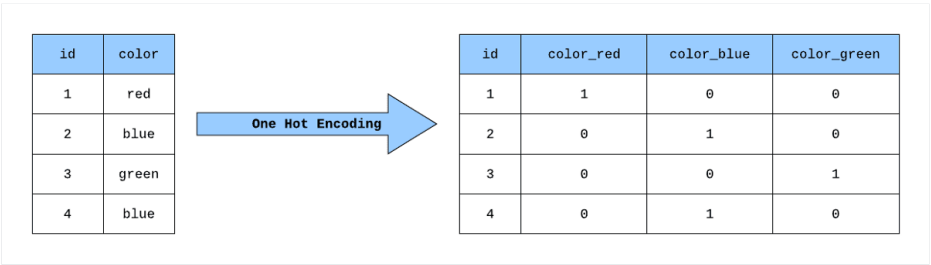 id color
1 red
2 blue
3 green
4 blue
One Hot Encoding
id color_red color_blue color_green
1 1 0 0
2 0 1 0
3 0 0 1
4 0 1 0